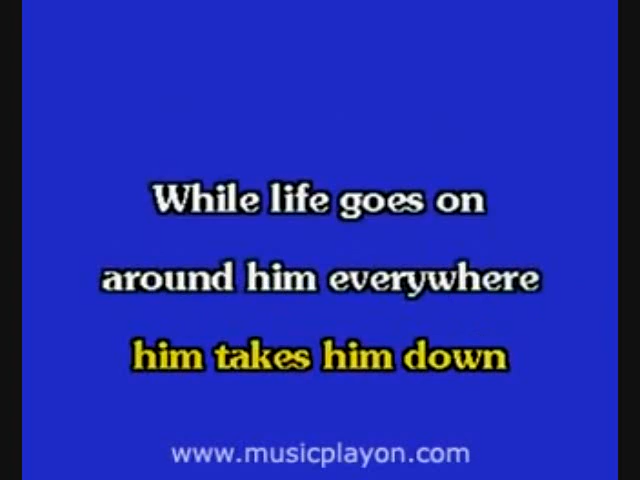 While life goes on
around him everywhere
him takes him down
www.musicplayon.com